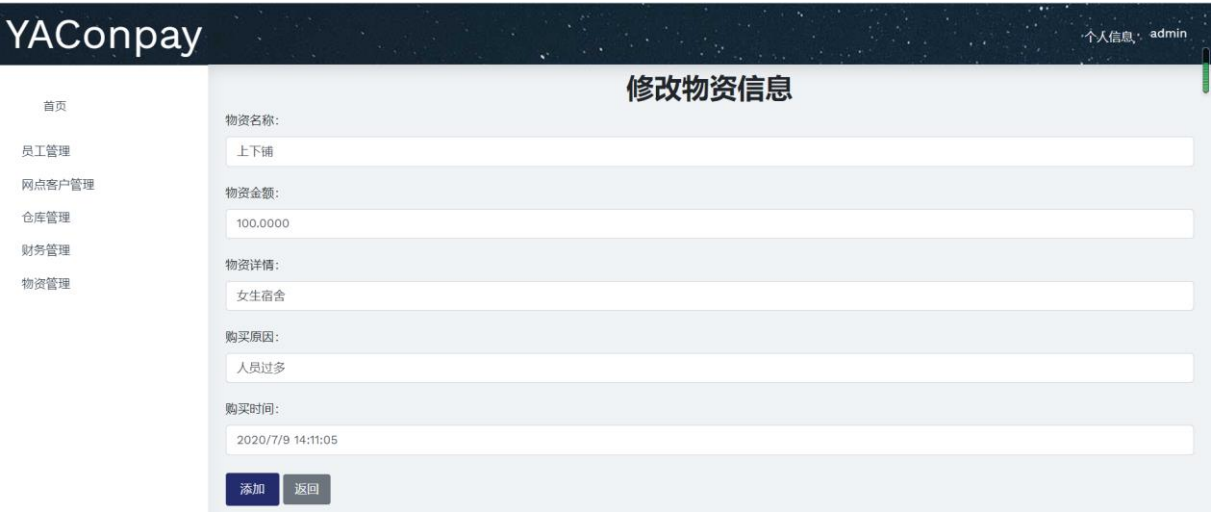 YAConpay
个人信息: admin
修改物资信息
首页
员工管理
网点客户管理
仓库管理
财务管理
物资管理
物资名称:
上下铺
物资金额:
100.0000
物资详情:
女生宿舍
购买原因:
人员过多
购买时间:
2020/7/9 14:11:05
添加 返回